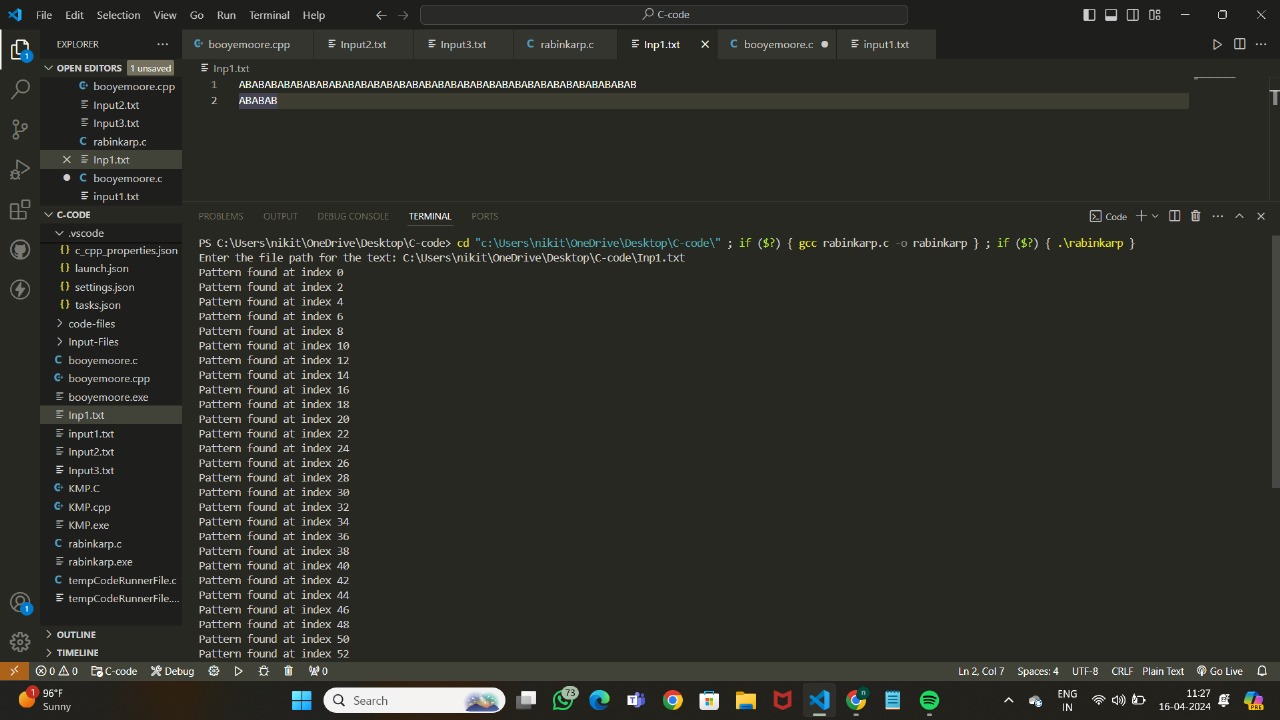 File Edit Selection View Go Run Terminal Help
C-code
EXPLORER
booyemoore.cpp Input2.txt Input3.txt rabinkarp.c Inp1.txt booyemoore.c input1.txt
OPEN EDITORS 1 unsaved
booyemoore.cpp
Input2.txt
Input3.txt
rabinkarp.c
Inp1.txt
booyemoore.c
input1.txt
C-CODE
.vscode
c_cpp_properties.json
launch.json
settings.json
tasks.json
code-files
Input-Files
booyemoore.c
booyemoore.cpp
booyemoore.exe
Inp1.txt
input1.txt
Input2.txt
Input3.txt
KMP.C
KMP.cpp
KMP.exe
rabinkarp.c
rabinkarp.exe
tempCodeRunnerFile.c
tempCodeRunnerFile....
OUTLINE
TIMELINE
Inp1.txt
1 ABABABABABABABABABABABABABABABABABABABABABABABABABABABABABABAB
2 ABABAB
PROBLEMS OUTPUT DEBUG CONSOLE TERMINAL PORTS
Code
PS C:\Users\nikit\OneDrive\Desktop\C-code> cd "c:\Users\nikit\OneDrive\Desktop\C-code\" ; if ($?) { gcc rabinkarp.c -o rabinkarp } ; if ($?) { .\rabinkarp }
Enter the file path for the text: C:\Users\nikit\OneDrive\Desktop\C-code\Inp1.txt
Pattern found at index 0
Pattern found at index 2
Pattern found at index 4
Pattern found at index 6
Pattern found at index 8
Pattern found at index 10
Pattern found at index 12
Pattern found at index 14
Pattern found at index 16
Pattern found at index 18
Pattern found at index 20
Pattern found at index 22
Pattern found at index 24
Pattern found at index 26
Pattern found at index 28
Pattern found at index 30
Pattern found at index 32
Pattern found at index 34
Pattern found at index 36
Pattern found at index 38
Pattern found at index 40
Pattern found at index 42
Pattern found at index 44
Pattern found at index 46
Pattern found at index 48
Pattern found at index 50
Pattern found at index 52
0 0 C-code Debug 0
Ln 2, Col 7 Spaces: 4 UTF-8 CRLF Plain Text Go Live
96°F
Sunny
Search
73
ENG
IN
11:27
16-04-2024